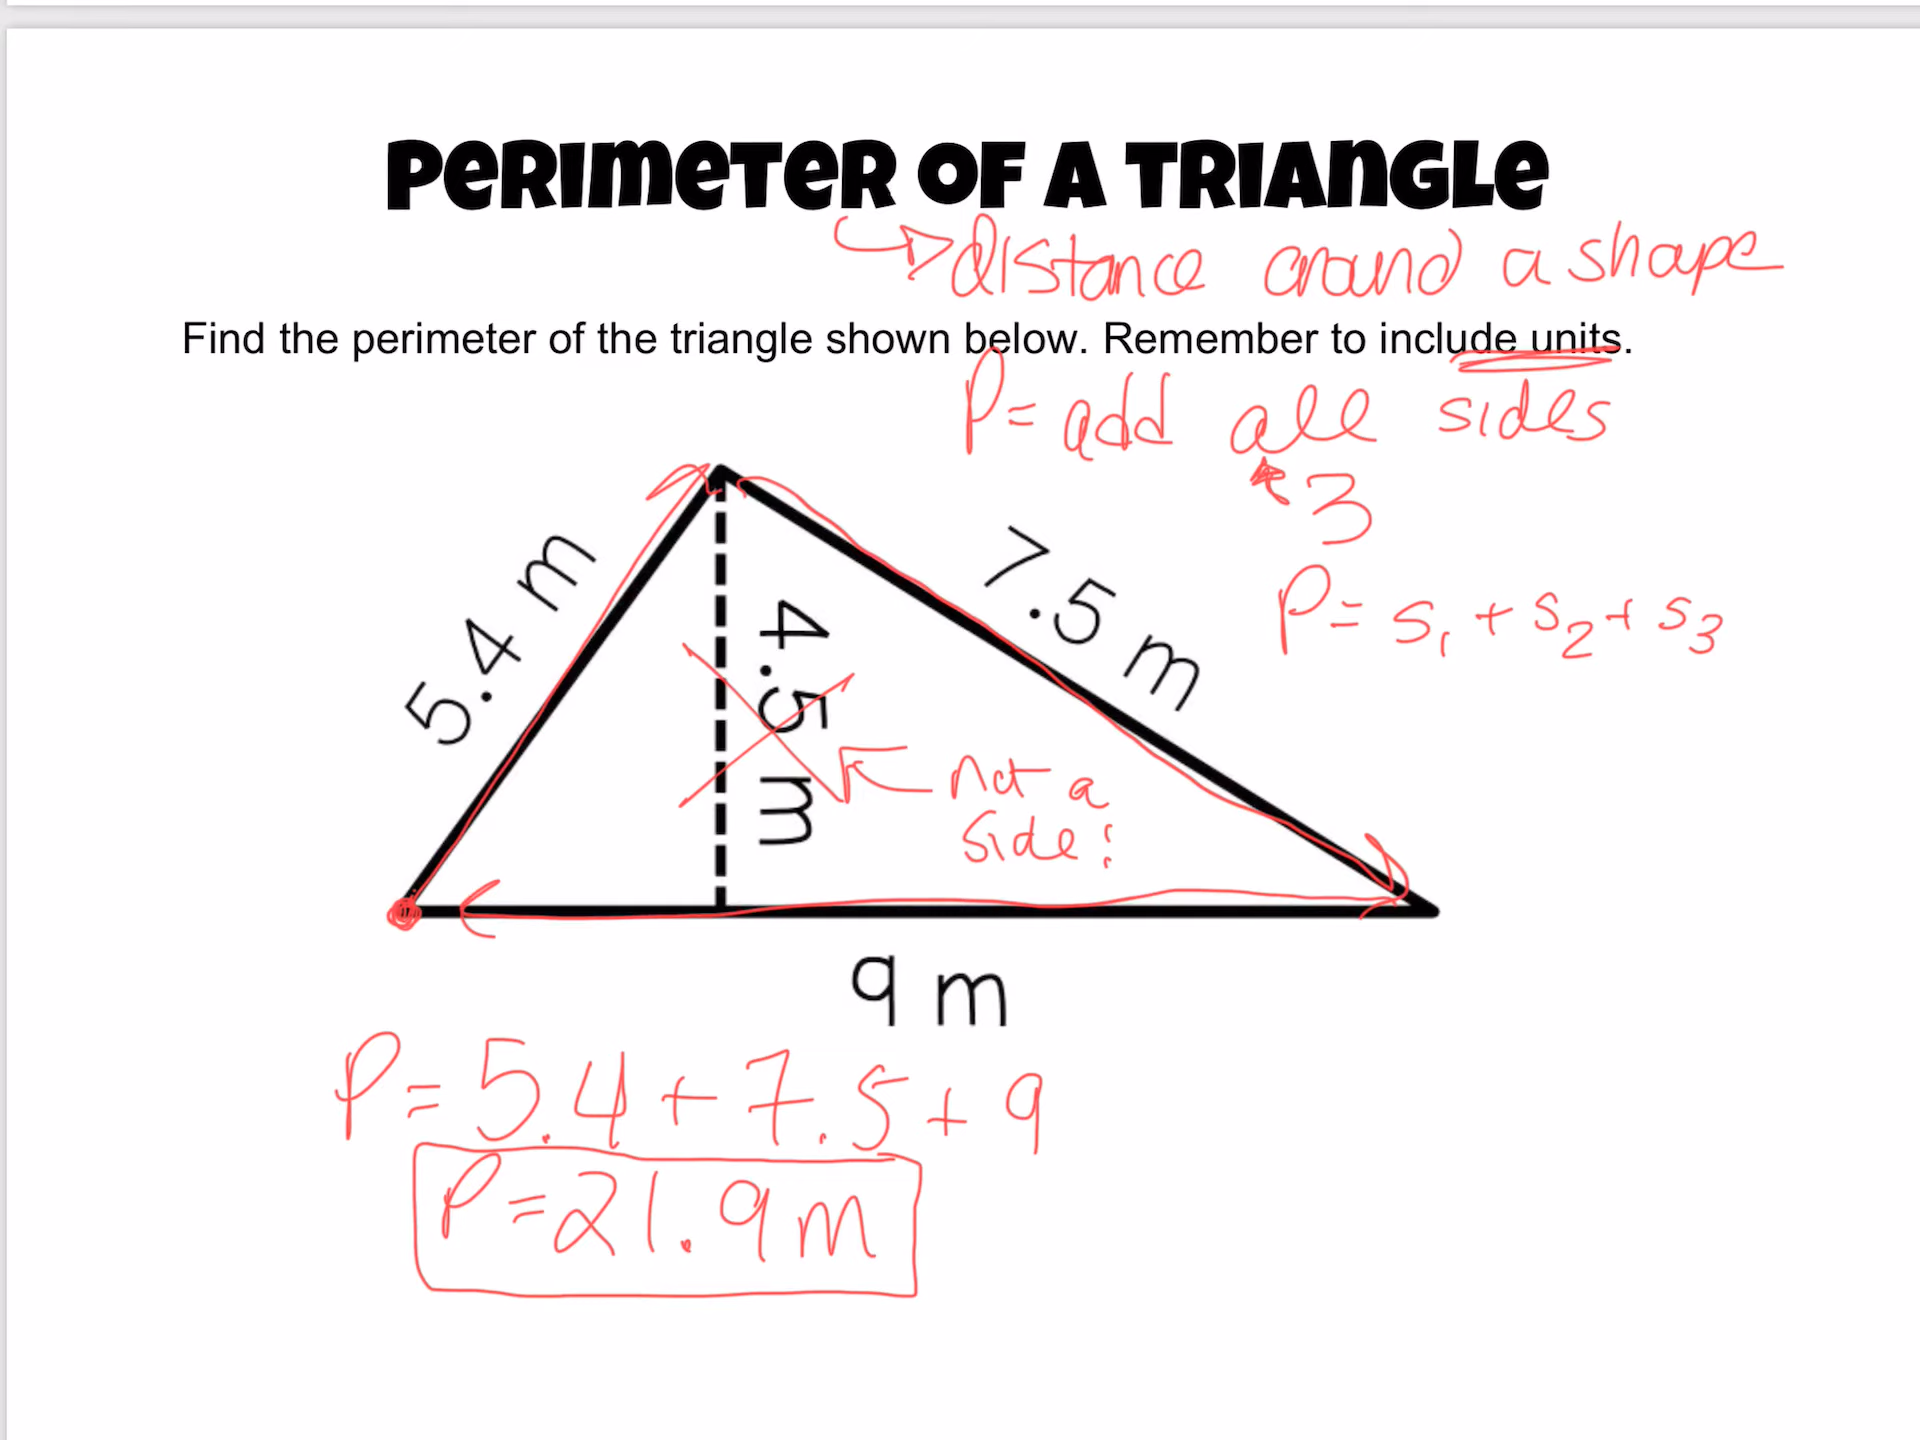 PERIMETER OF A TRIANGLE
distance around a shape
Find the perimeter of the triangle shown below. Remember to include units.
P= add all sides
3
5.4 m
7.5 m
P= s₁ + s₂ + s₃
4.5 m
not a
side!
9 m
P= 5.4 + 7.5 + 9
P=21.9 m